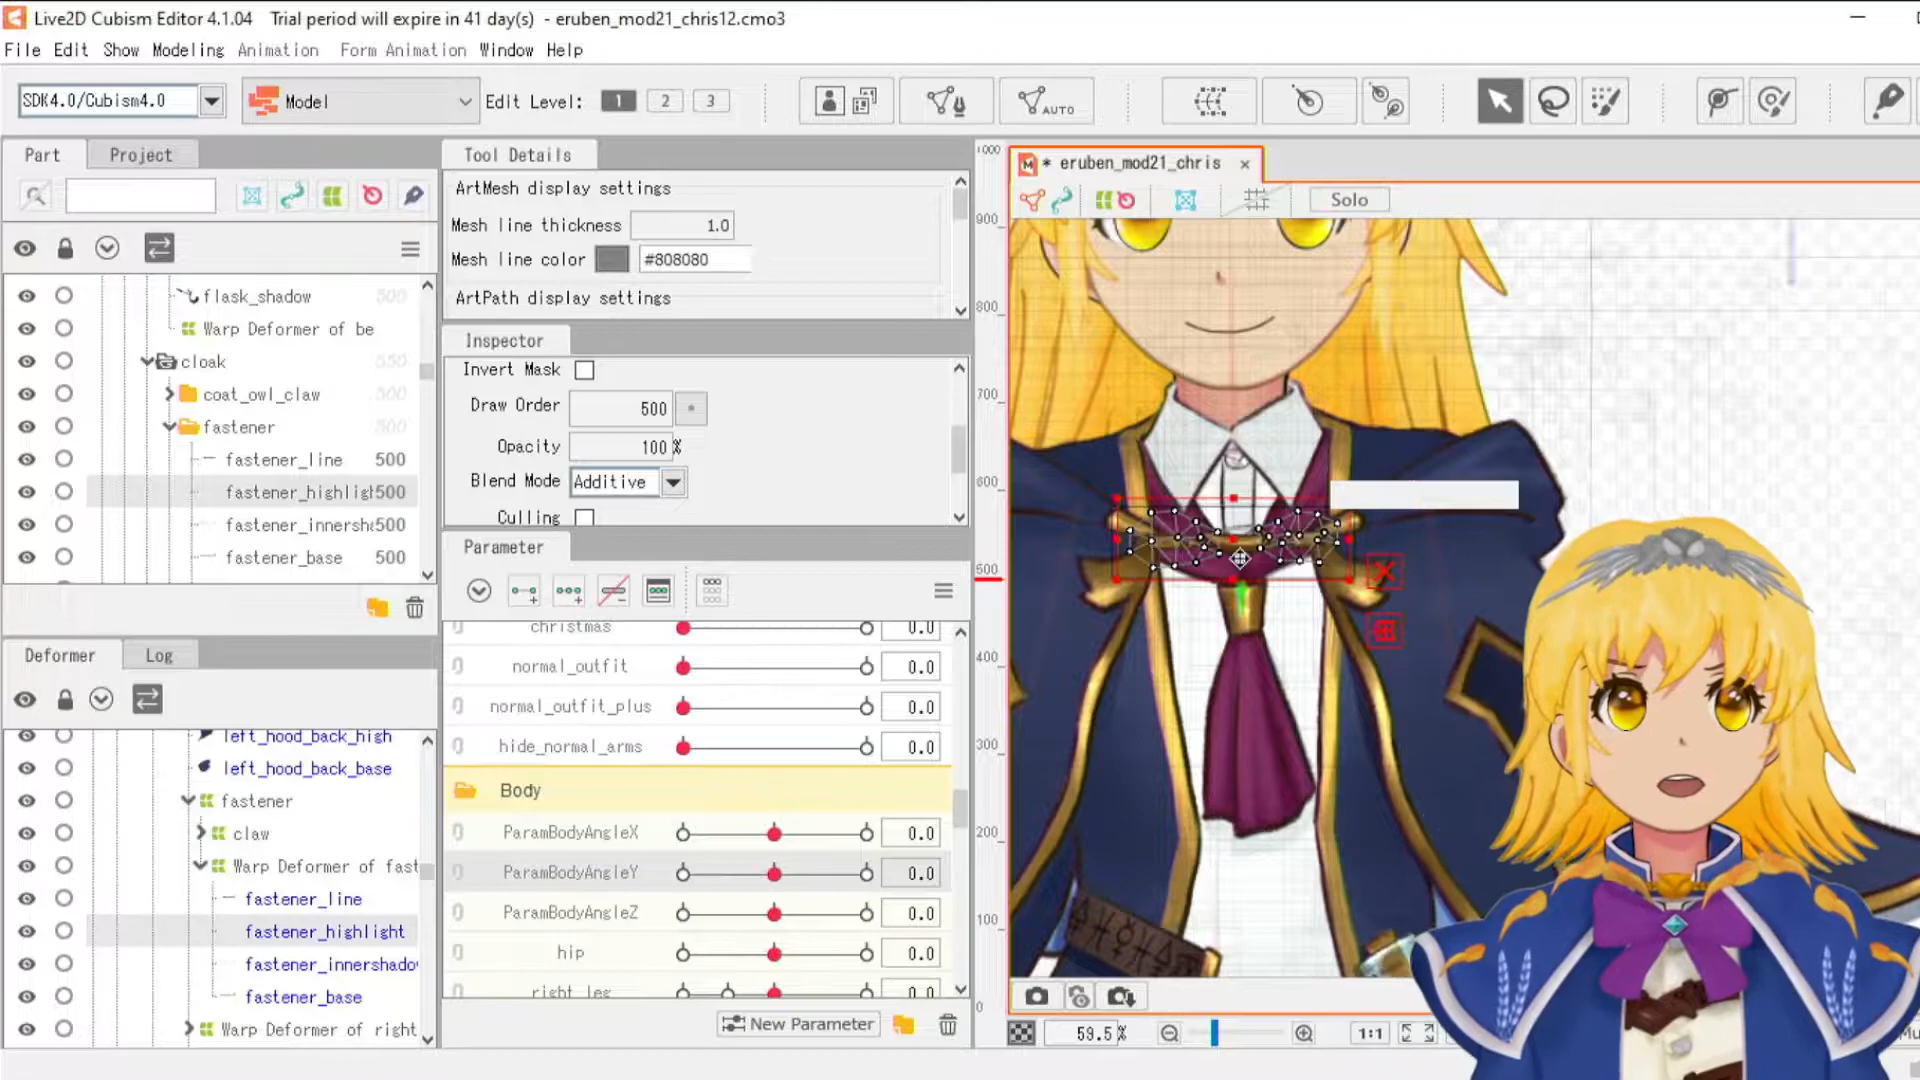 Live2D Cubism Editor 4.1.04   Trial period will expire in 41 day(s)  - eruben_mod21_chris12.cmo3
File Edit Show Modeling Animation Form Animation Window Help
SDK4.0/Cubism4.0
Model
Edit Level: 1 2 3
AUTO
Part
Project
flask_shadow 500
Warp Deformer of be
cloak 550
coat_owl_claw 500
fastener 500
fastener_line 500
fastener_highlig 500
fastener_innersh 500
fastener_base 500
Deformer
Log
left_hood_back_high
left_hood_back_base
fastener
claw
Warp Deformer of fast
fastener_line
fastener_highlight
fastener_innershado
fastener_base
Warp Deformer of right
Tool Details
ArtMesh display settings
Mesh line thickness 1.0
Mesh line color #808080
ArtPath display settings
Inspector
Invert Mask
Draw Order 500
Opacity 100 %
Blend Mode Additive
Culling
Parameter
christmas 0.0
normal_outfit 0.0
normal_outfit_plus 0.0
hide_normal_arms 0.0
Body
ParamBodyAngleX 0.0
ParamBodyAngleY 0.0
ParamBodyAngleZ 0.0
hip 0.0
right_leg 0.0
New Parameter
* eruben_mod21_chris
Solo
1000
900
800
700
600
500
400
300
200
100
0
59.5%
1:1